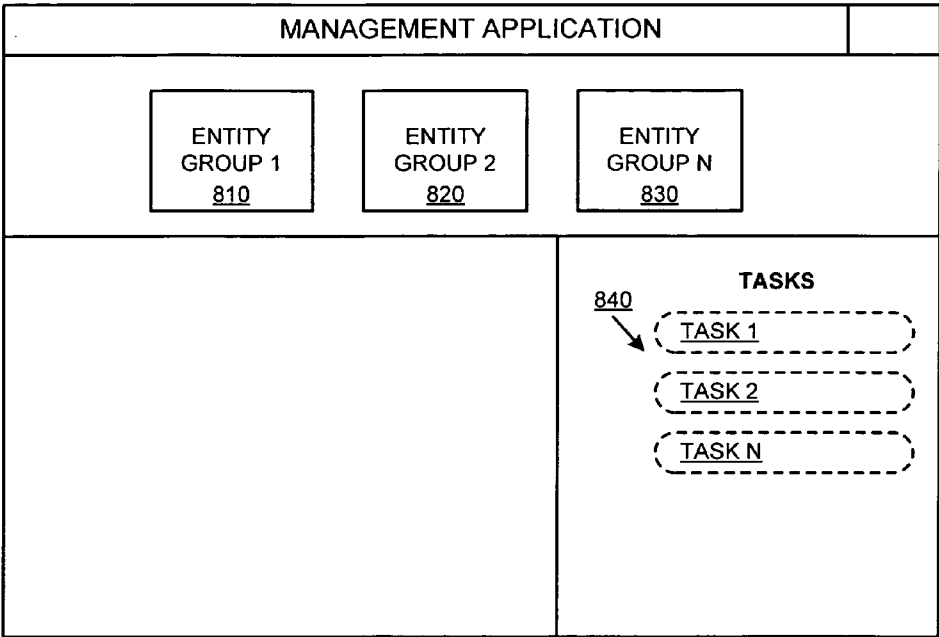 MANAGEMENT APPLICATION
ENTITY
GROUP 1
810
ENTITY
GROUP 2
820
ENTITY
GROUP N
830
TASKS
840
TASK 1
TASK 2
TASK N